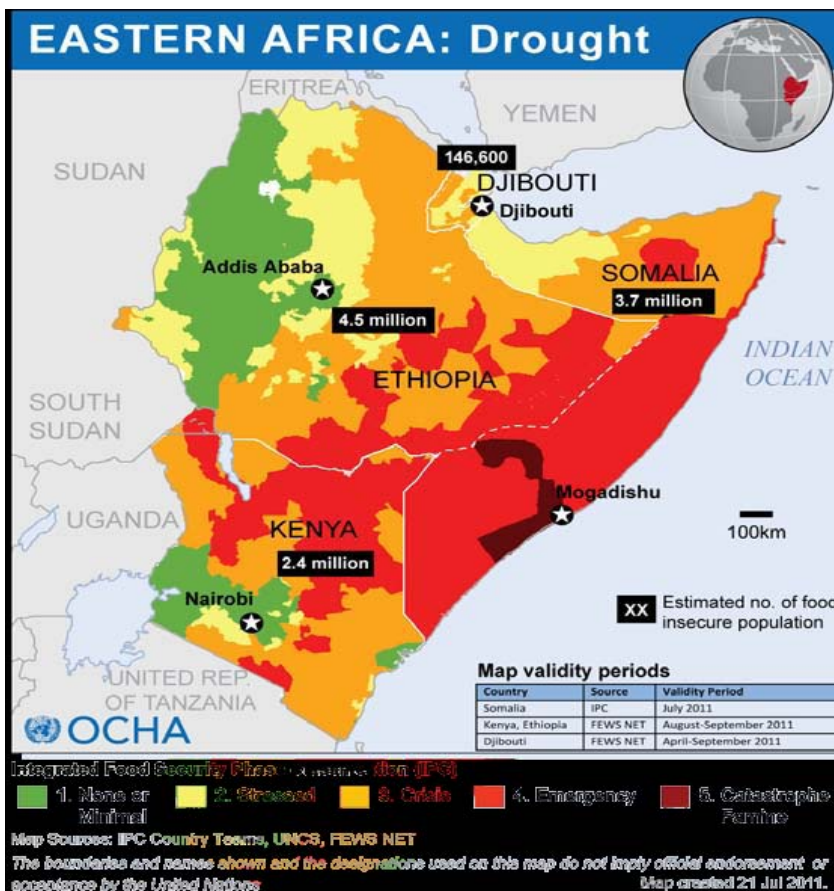 EASTERN AFRICA: Drought
ERITREA
YEMEN
SUDAN
146,600
DJIBOUTI
Djibouti
Addis Ababa
SOMALIA
3.7 million
4.5 million
INDIAN
OCEAN
ETHIOPIA
SOUTH
SUDAN
Mogadishu
UGANDA
KENYA
100km
2.4 million
Nairobi
XX Estimated no. of food
insecure population
UNITED REP.
OF TANZANIA
Map validity periods
Country Source Validity Period
Somalia IPC July 2011
Kenya, Ethiopia FEWS NET August-September 2011
Djibouti FEWS NET April-September 2011
OCHA
Integrated Food Security (IPC)
1. None or
Minimal
2. Stressed
3. Crisis
4. Emergency
5. Catastrophe
Famine
Map Sources: IPC Country Teams, UNCS, FEWS NET
The boundaries and names shown and the designations used on this map do not imply official endorsement or
acceptance by the United Nations
Map created 21 Jul 2011.